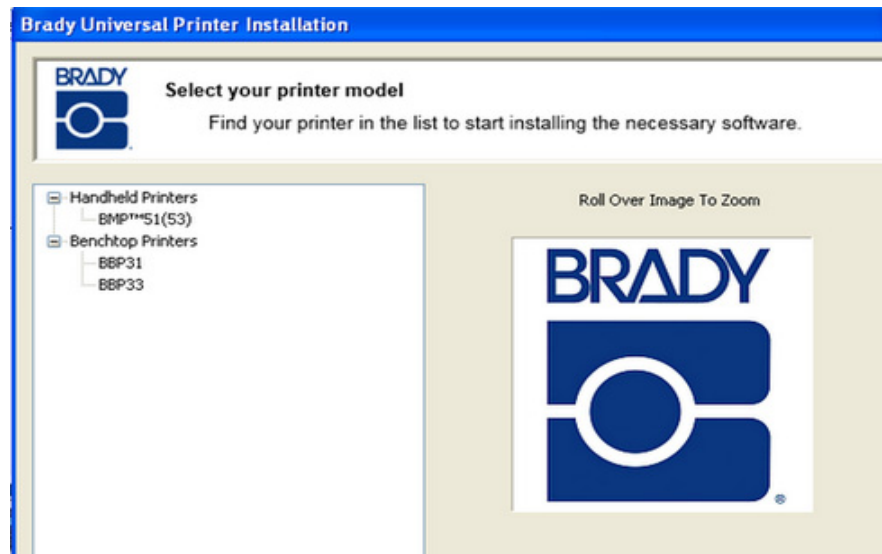 Brady Universal Printer Installation
BRADY
Select your printer model
Find your printer in the list to start installing the necessary software.
Handheld Printers
BMP™51(53)
Benchtop Printers
BBP31
BBP33
Roll Over Image To Zoom
BRADY
®